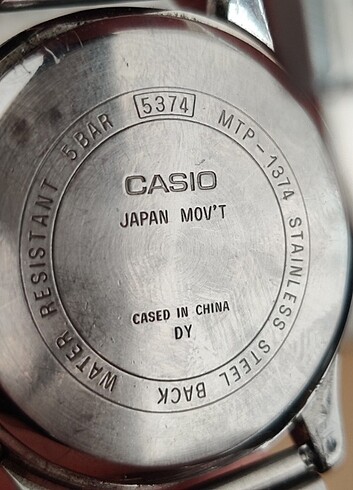 WATER RESISTANT 5BAR 5374 MTP-1374 STAINLESS STEEL BACK
CASIO
JAPAN MOV'T
CASED IN CHINA
DY